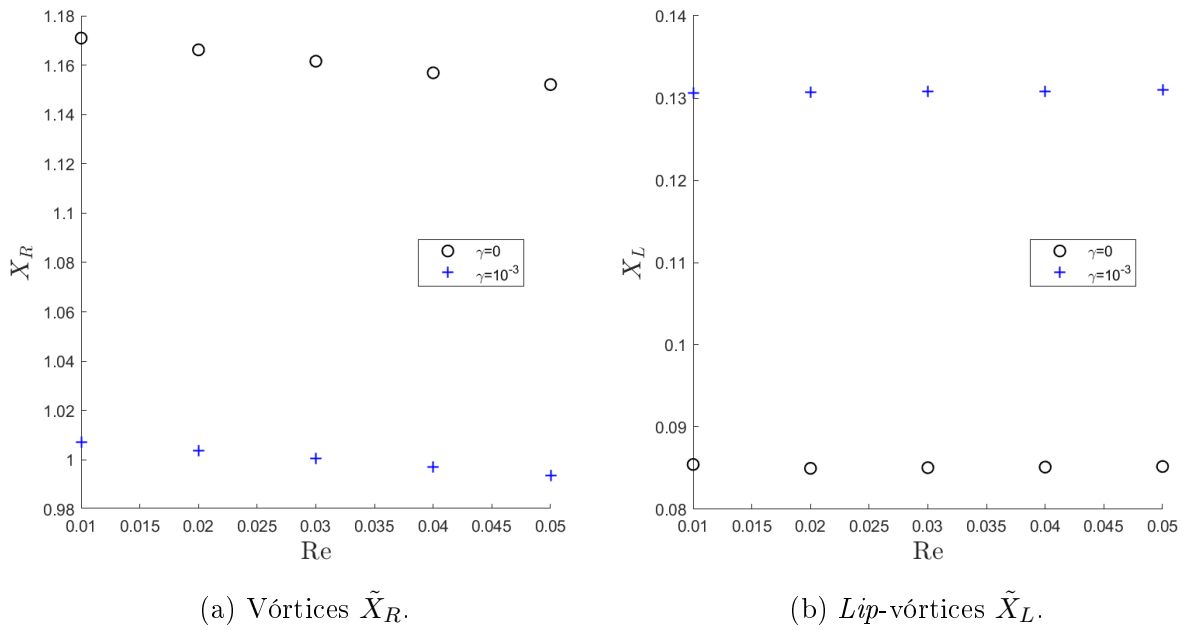 1.18
1.16
1.14
1.12
1.1
1.08
1.06
1.04
1.02
1
0.98
X_R
γ=0
γ=10^-3
0.01 0.015 0.02 0.025 0.03 0.035 0.04 0.045 0.05
Re
(a) Vórtices X̃_R.
0.14
0.13
0.12
0.11
0.1
0.09
0.08
X_L
γ=0
γ=10^-3
0.01 0.015 0.02 0.025 0.03 0.035 0.04 0.045 0.05
Re
(b) Lip-vórtices X̃_L.